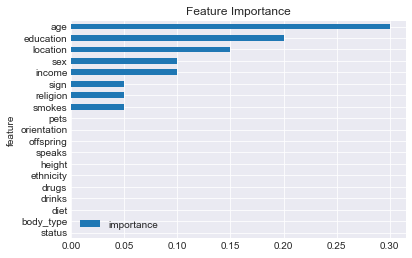 Feature Importance
age
education
location
sex
income
sign
religion
smokes
pets
orientation
offspring
speaks
height
ethnicity
drugs
drinks
diet
body_type
status
feature
importance
0.00 0.05 0.10 0.15 0.20 0.25 0.30